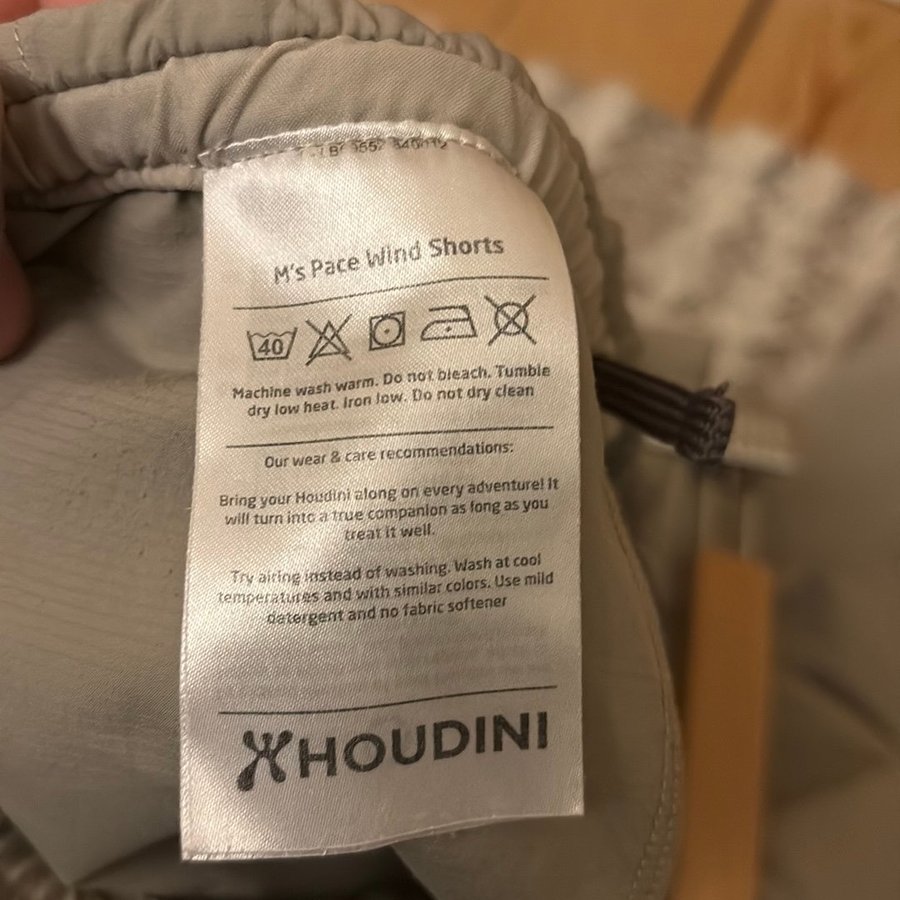 M's Pace Wind Shorts
40
Machine wash warm. Do not bleach. Tumble
dry low heat. Iron low. Do not dry clean
Our wear & care recommendations:
Bring your Houdini along on every adventure! It
will turn into a true companion as long as you
treat it well.
Try airing instead of washing. Wash at cool
temperatures and with similar colors. Use mild
detergent and no fabric softener
HOUDINI